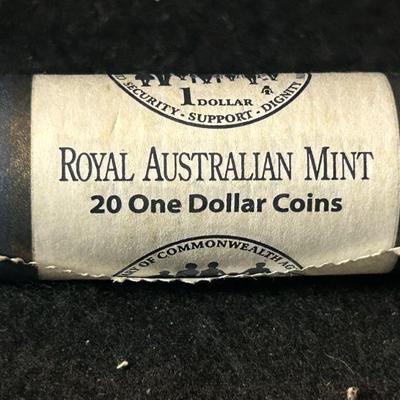 1 DOLLAR
SECURITY - SUPPORT - DIGNITY
ROYAL AUSTRALIAN MINT
20 One Dollar Coins
OF COMMONWEALTH